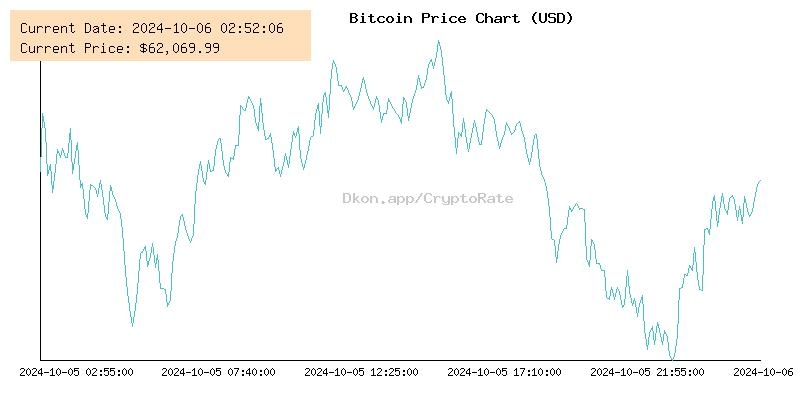 Bitcoin Price Chart (USD)
Current Date: 2024-10-06 02:52:06
Current Price: $62,069.99
Dkon.app/CryptoRate
2024-10-05 02:55:00 2024-10-05 07:40:00 2024-10-05 12:25:00 2024-10-05 17:10:00 2024-10-05 21:55:00 2024-10-06